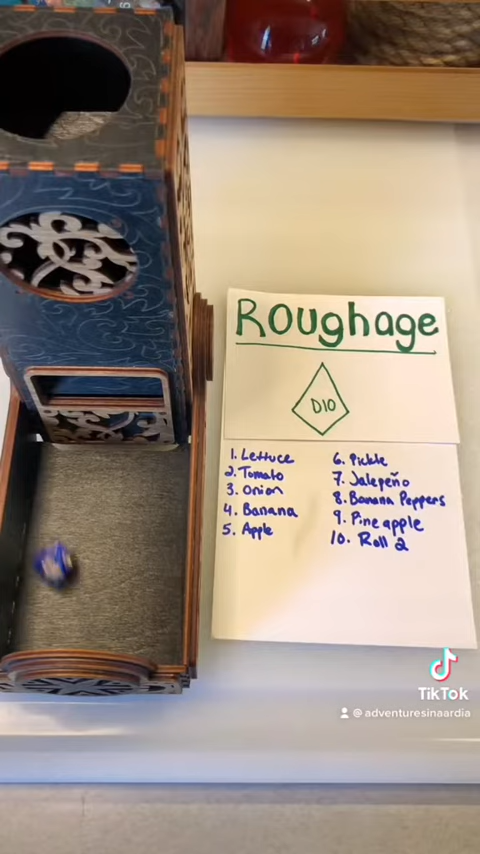 Roughage
D10
1. Lettuce
2. Tomato
3. Onion
4. Banana
5. Apple
6. Pickle
7. Jalepeño
8. Banana Peppers
9. Pineapple
10. Roll 2
TikTok
@adventuresinaardia